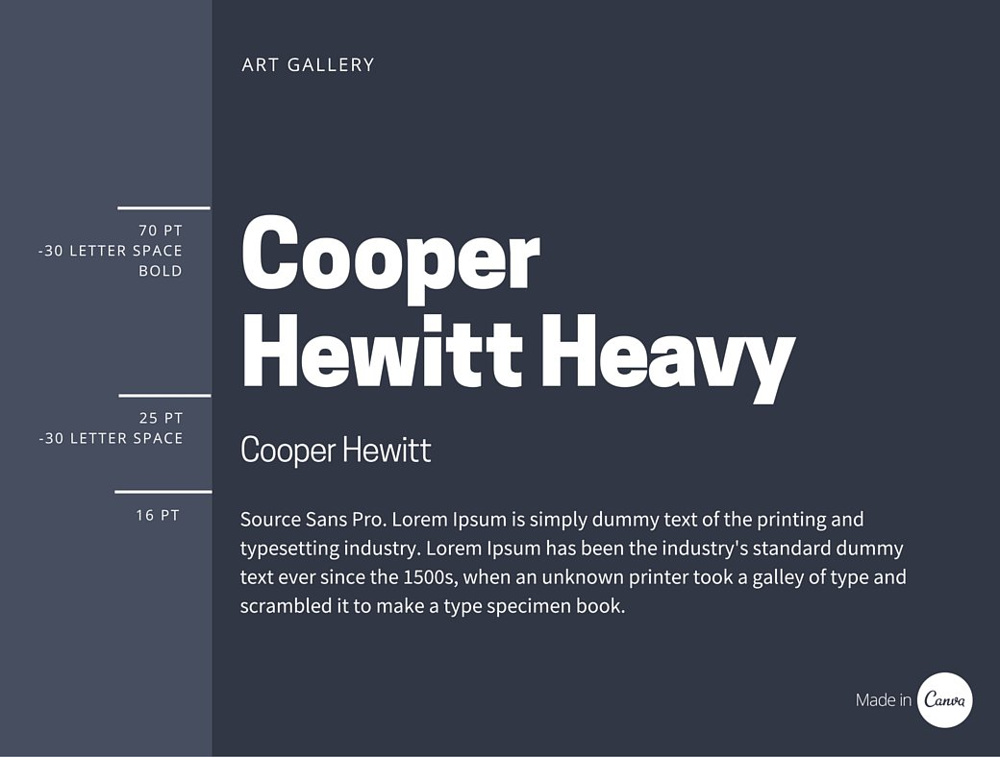 ART GALLERY
70 PT
-30 LETTER SPACE
BOLD
Cooper
Hewitt Heavy
25 PT
-30 LETTER SPACE
Cooper Hewitt
16 PT
Source Sans Pro. Lorem Ipsum is simply dummy text of the printing and
typesetting industry. Lorem Ipsum has been the industry's standard dummy
text ever since the 1500s, when an unknown printer took a galley of type and
scrambled it to make a type specimen book.
Made in Canva